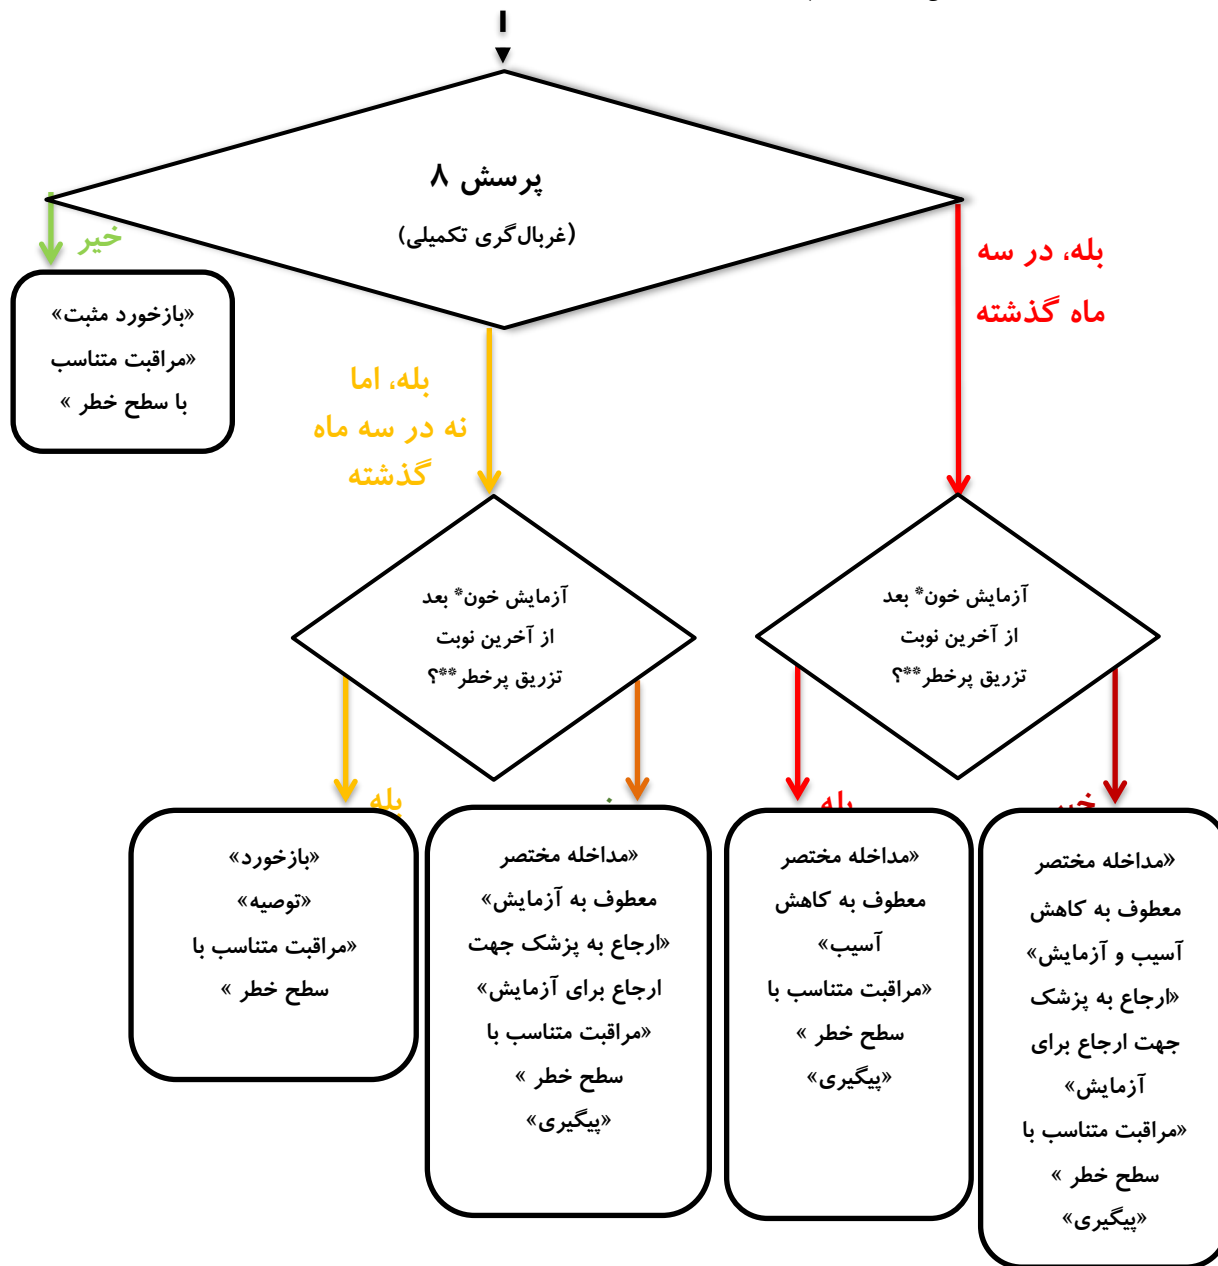 پرسش ۸
(غربال‌گری تکمیلی)
خیر
بله، در سه
ماه گذشته
«بازخورد مثبت»
«مراقبت متناسب
با سطح خطر »
بله، اما
نه در سه ماه
گذشته
آزمایش خون* بعد
از آخرین نوبت
تزریق پرخطر**؟
آزمایش خون* بعد
از آخرین نوبت
تزریق پرخطر**؟
خیر
بله
بله
«مداخله مختصر
معطوف به کاهش
آسیب و آزمایش»
«ارجاع به پزشک
جهت ارجاع برای
آزمایش»
«مراقبت متناسب با
سطح خطر »
«پیگیری»
«مداخله مختصر
معطوف به کاهش
آسیب»
«مراقبت متناسب با
سطح خطر »
«پیگیری»
«مداخله مختصر
معطوف به آزمایش»
«ارجاع به پزشک جهت
ارجاع برای آزمایش»
«مراقبت متناسب با
سطح خطر »
«پیگیری»
«بازخورد»
«توصیه»
«مراقبت متناسب با
سطح خطر »